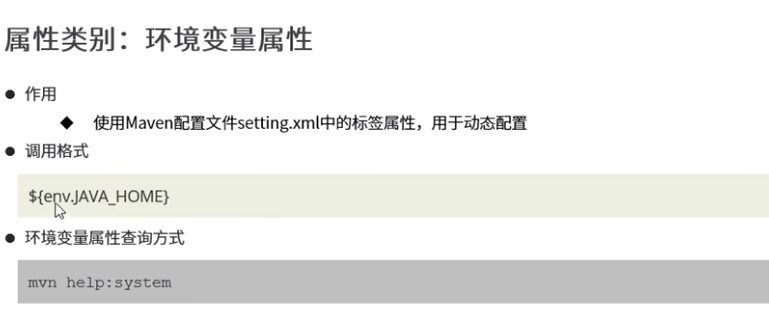 属性类别：环境变量属性
● 作用
◆ 使用Maven配置文件setting.xml中的标签属性，用于动态配置
● 调用格式
${env.JAVA_HOME}
● 环境变量属性查询方式
mvn help:system